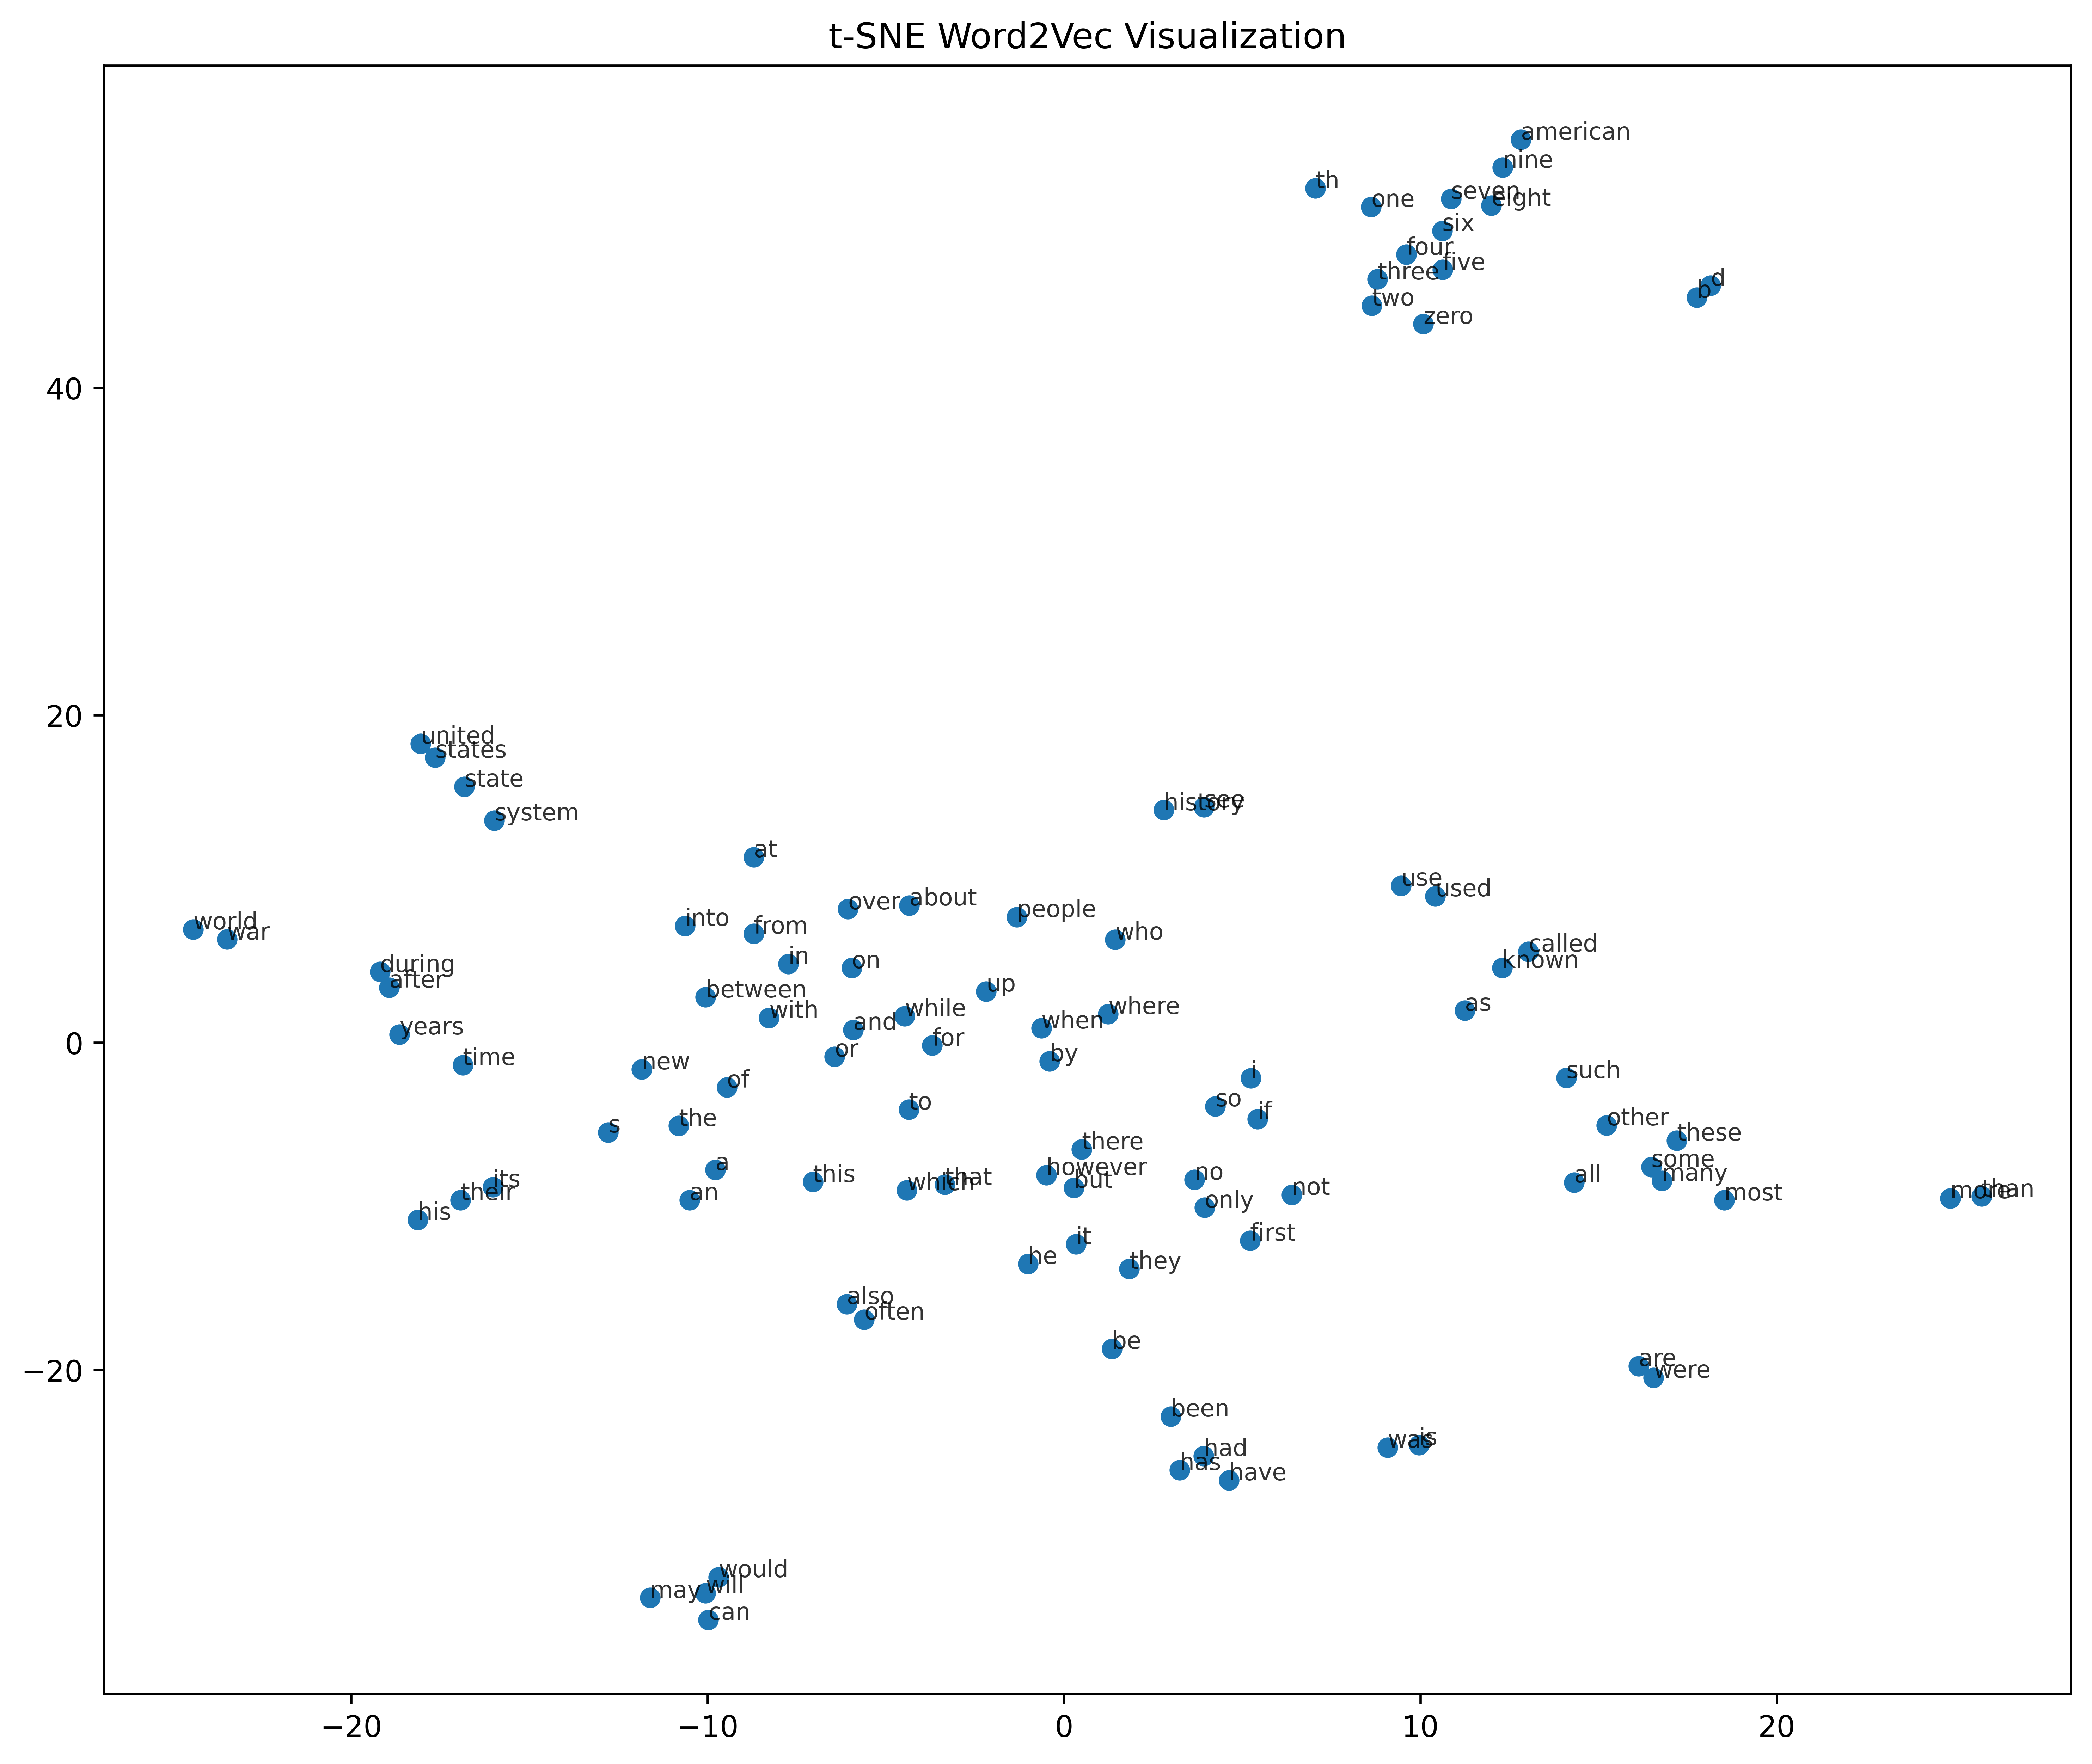 t-SNE Word2Vec Visualization
american
nine
th
one
seven
eight
six
four
five
three
two
zero
d
b
40
united
states
state
system
20
history
see
at
use
used
over
about
people
into
from
who
world
war
called
known
in
on
during
after
between
up
with
while
where
as
and
when
years
for
0
or
by
time
new
of
i
such
to
so
if
s
the
other
these
there
a
this
which
that
however
but
no
some
many
all
its
their
his
an
only
not
most
more
than
first
it
he
they
also
often
be
−20
are
were
been
was
is
had
has
have
would
will
may
can
−20
−10
0
10
20